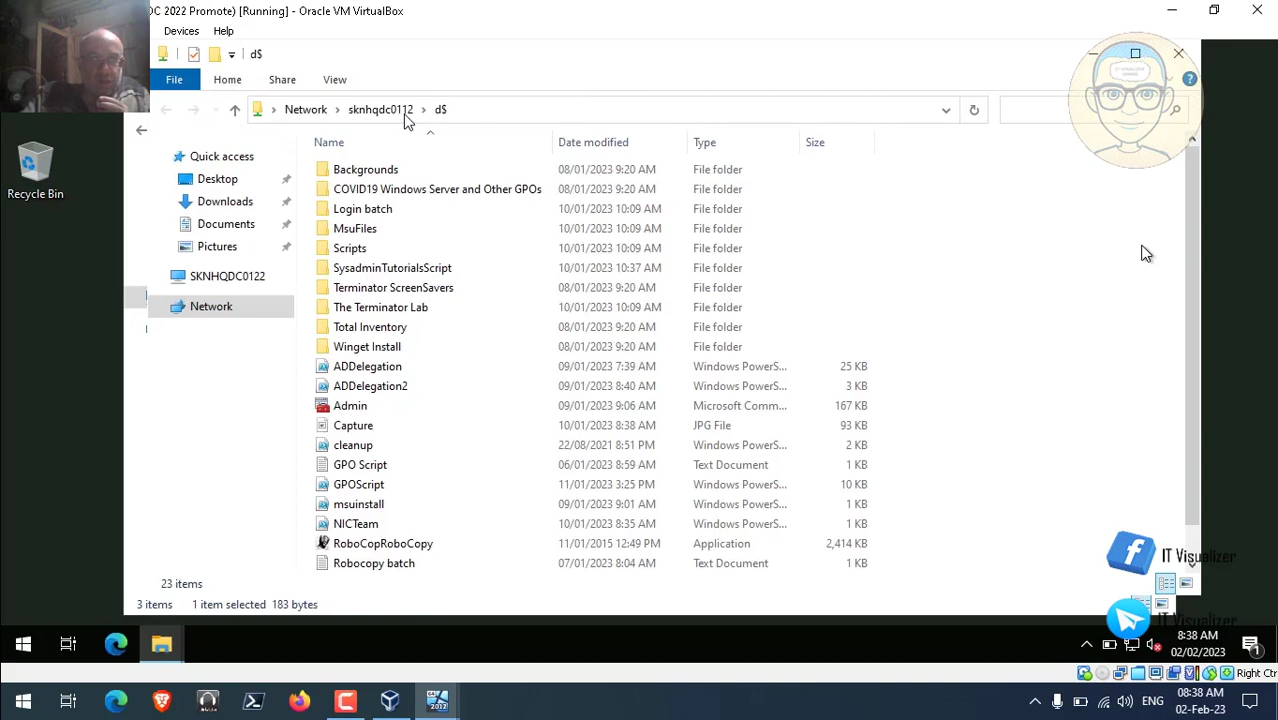 DC 2022 Promote) [Running] - Oracle VM VirtualBox
Devices Help
d$
File Home Share View
Network sknhqdc0112 d$
IT VISUALIZER
Name Date modified Type Size
Quick access
Desktop
Downloads
Documents
Pictures
SKNHQDC0122
Network
Recycle Bin
Backgrounds 08/01/2023 9:20 AM File folder
COVID19 Windows Server and Other GPOs 08/01/2023 9:20 AM File folder
Login batch 10/01/2023 10:09 AM File folder
MsuFiles 10/01/2023 10:09 AM File folder
Scripts 10/01/2023 10:09 AM File folder
SysadminTutorialsScript 10/01/2023 10:37 AM File folder
Terminator ScreenSavers 08/01/2023 9:20 AM File folder
The Terminator Lab 10/01/2023 10:09 AM File folder
Total Inventory 08/01/2023 9:20 AM File folder
Winget Install 08/01/2023 9:20 AM File folder
ADDelegation 09/01/2023 7:39 AM Windows PowerS... 25 KB
ADDelegation2 09/01/2023 8:40 AM Windows PowerS... 3 KB
Admin 09/01/2023 9:06 AM Microsoft Comm... 167 KB
Capture 10/01/2023 8:38 AM JPG File 93 KB
cleanup 22/08/2021 8:51 PM Windows PowerS... 2 KB
GPO Script 06/01/2023 8:59 AM Text Document 1 KB
GPOScript 11/01/2023 3:25 PM Windows PowerS... 10 KB
msuinstall 09/01/2023 9:01 AM Windows PowerS... 1 KB
NICTeam 10/01/2023 8:35 AM Windows PowerS... 1 KB
RoboCopRoboCopy 11/01/2015 12:49 PM Application 2,414 KB
Robocopy batch 07/01/2023 8:04 AM Text Document 1 KB
IT Visualizer
23 items
3 items 1 item selected 183 bytes
IT Visualizer
8:38 AM
02/02/2023
1
Right Ctr
ENG
08:38 AM
02-Feb-23